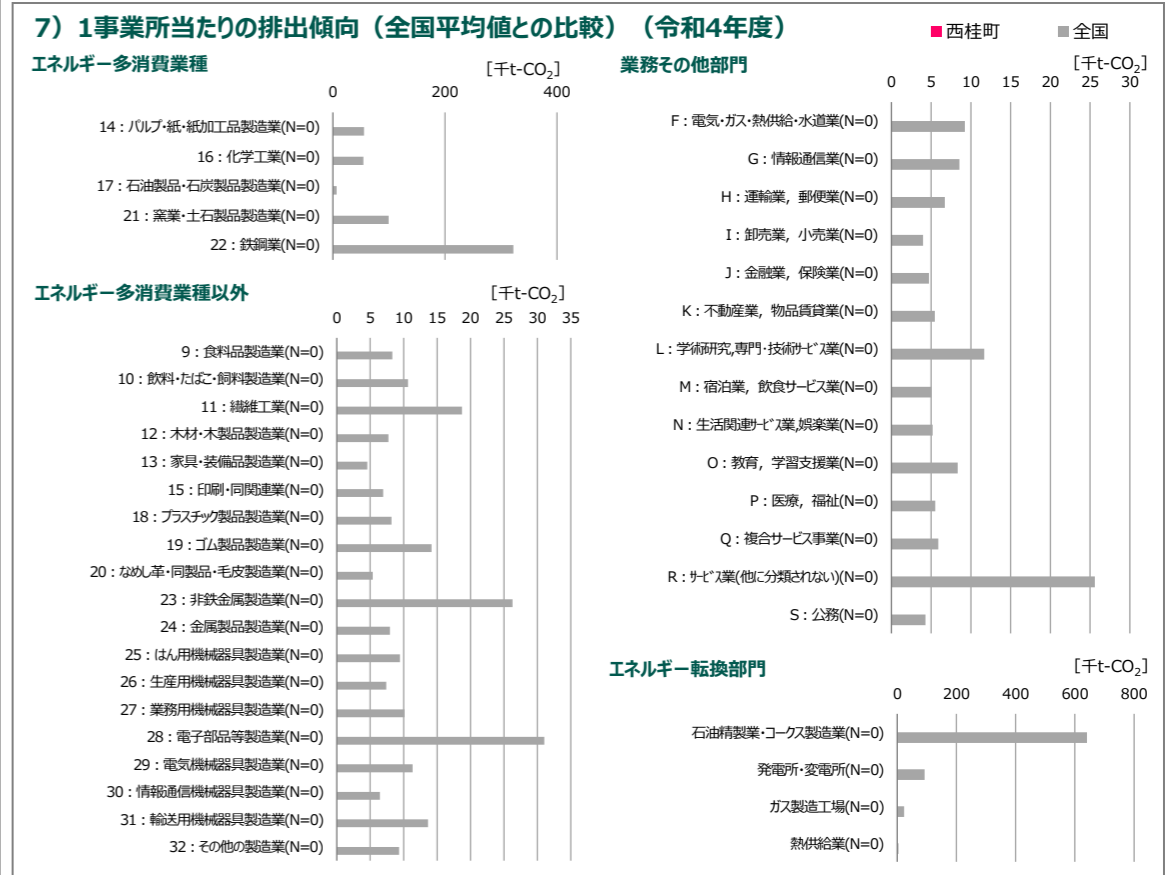 7）1事業所当たりの排出傾向（全国平均値との比較）（令和4年度）
■西桂町 ■全国
エネルギー多消費業種
[千t-CO₂]
0 200 400
14：パルプ・紙・紙加工品製造業(N=0)
16：化学工業(N=0)
17：石油製品・石炭製品製造業(N=0)
21：窯業・土石製品製造業(N=0)
22：鉄鋼業(N=0)
エネルギー多消費業種以外
[千t-CO₂]
0 5 10 15 20 25 30 35
9：食料品製造業(N=0)
10：飲料・たばこ・飼料製造業(N=0)
11：繊維工業(N=0)
12：木材・木製品製造業(N=0)
13：家具・装備品製造業(N=0)
15：印刷・同関連業(N=0)
18：プラスチック製品製造業(N=0)
19：ゴム製品製造業(N=0)
20：なめし革・同製品・毛皮製造業(N=0)
23：非鉄金属製造業(N=0)
24：金属製品製造業(N=0)
25：はん用機械器具製造業(N=0)
26：生産用機械器具製造業(N=0)
27：業務用機械器具製造業(N=0)
28：電子部品等製造業(N=0)
29：電気機械器具製造業(N=0)
30：情報通信機械器具製造業(N=0)
31：輸送用機械器具製造業(N=0)
32：その他の製造業(N=0)
業務その他部門
[千t-CO₂]
0 5 10 15 20 25 30
F：電気・ガス・熱供給・水道業(N=0)
G：情報通信業(N=0)
H：運輸業，郵便業(N=0)
I：卸売業，小売業(N=0)
J：金融業，保険業(N=0)
K：不動産業，物品賃貸業(N=0)
L：学術研究,専門・技術ｻｰﾋﾞｽ業(N=0)
M：宿泊業，飲食サービス業(N=0)
N：生活関連ｻｰﾋﾞｽ業,娯楽業(N=0)
O：教育，学習支援業(N=0)
P：医療，福祉(N=0)
Q：複合サービス事業(N=0)
R：ｻｰﾋﾞｽ業(他に分類されない)(N=0)
S：公務(N=0)
エネルギー転換部門
[千t-CO₂]
0 200 400 600 800
石油精製業・コークス製造業(N=0)
発電所・変電所(N=0)
ガス製造工場(N=0)
熱供給業(N=0)